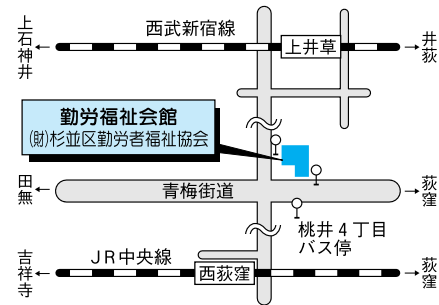 上石神井
西武新宿線
上井草
井荻
勤労福祉会館
(財)杉並区勤労者福祉協会
田無
青梅街道
荻窪
桃井4丁目
バス停
吉祥寺
JR中央線
西荻窪
荻窪